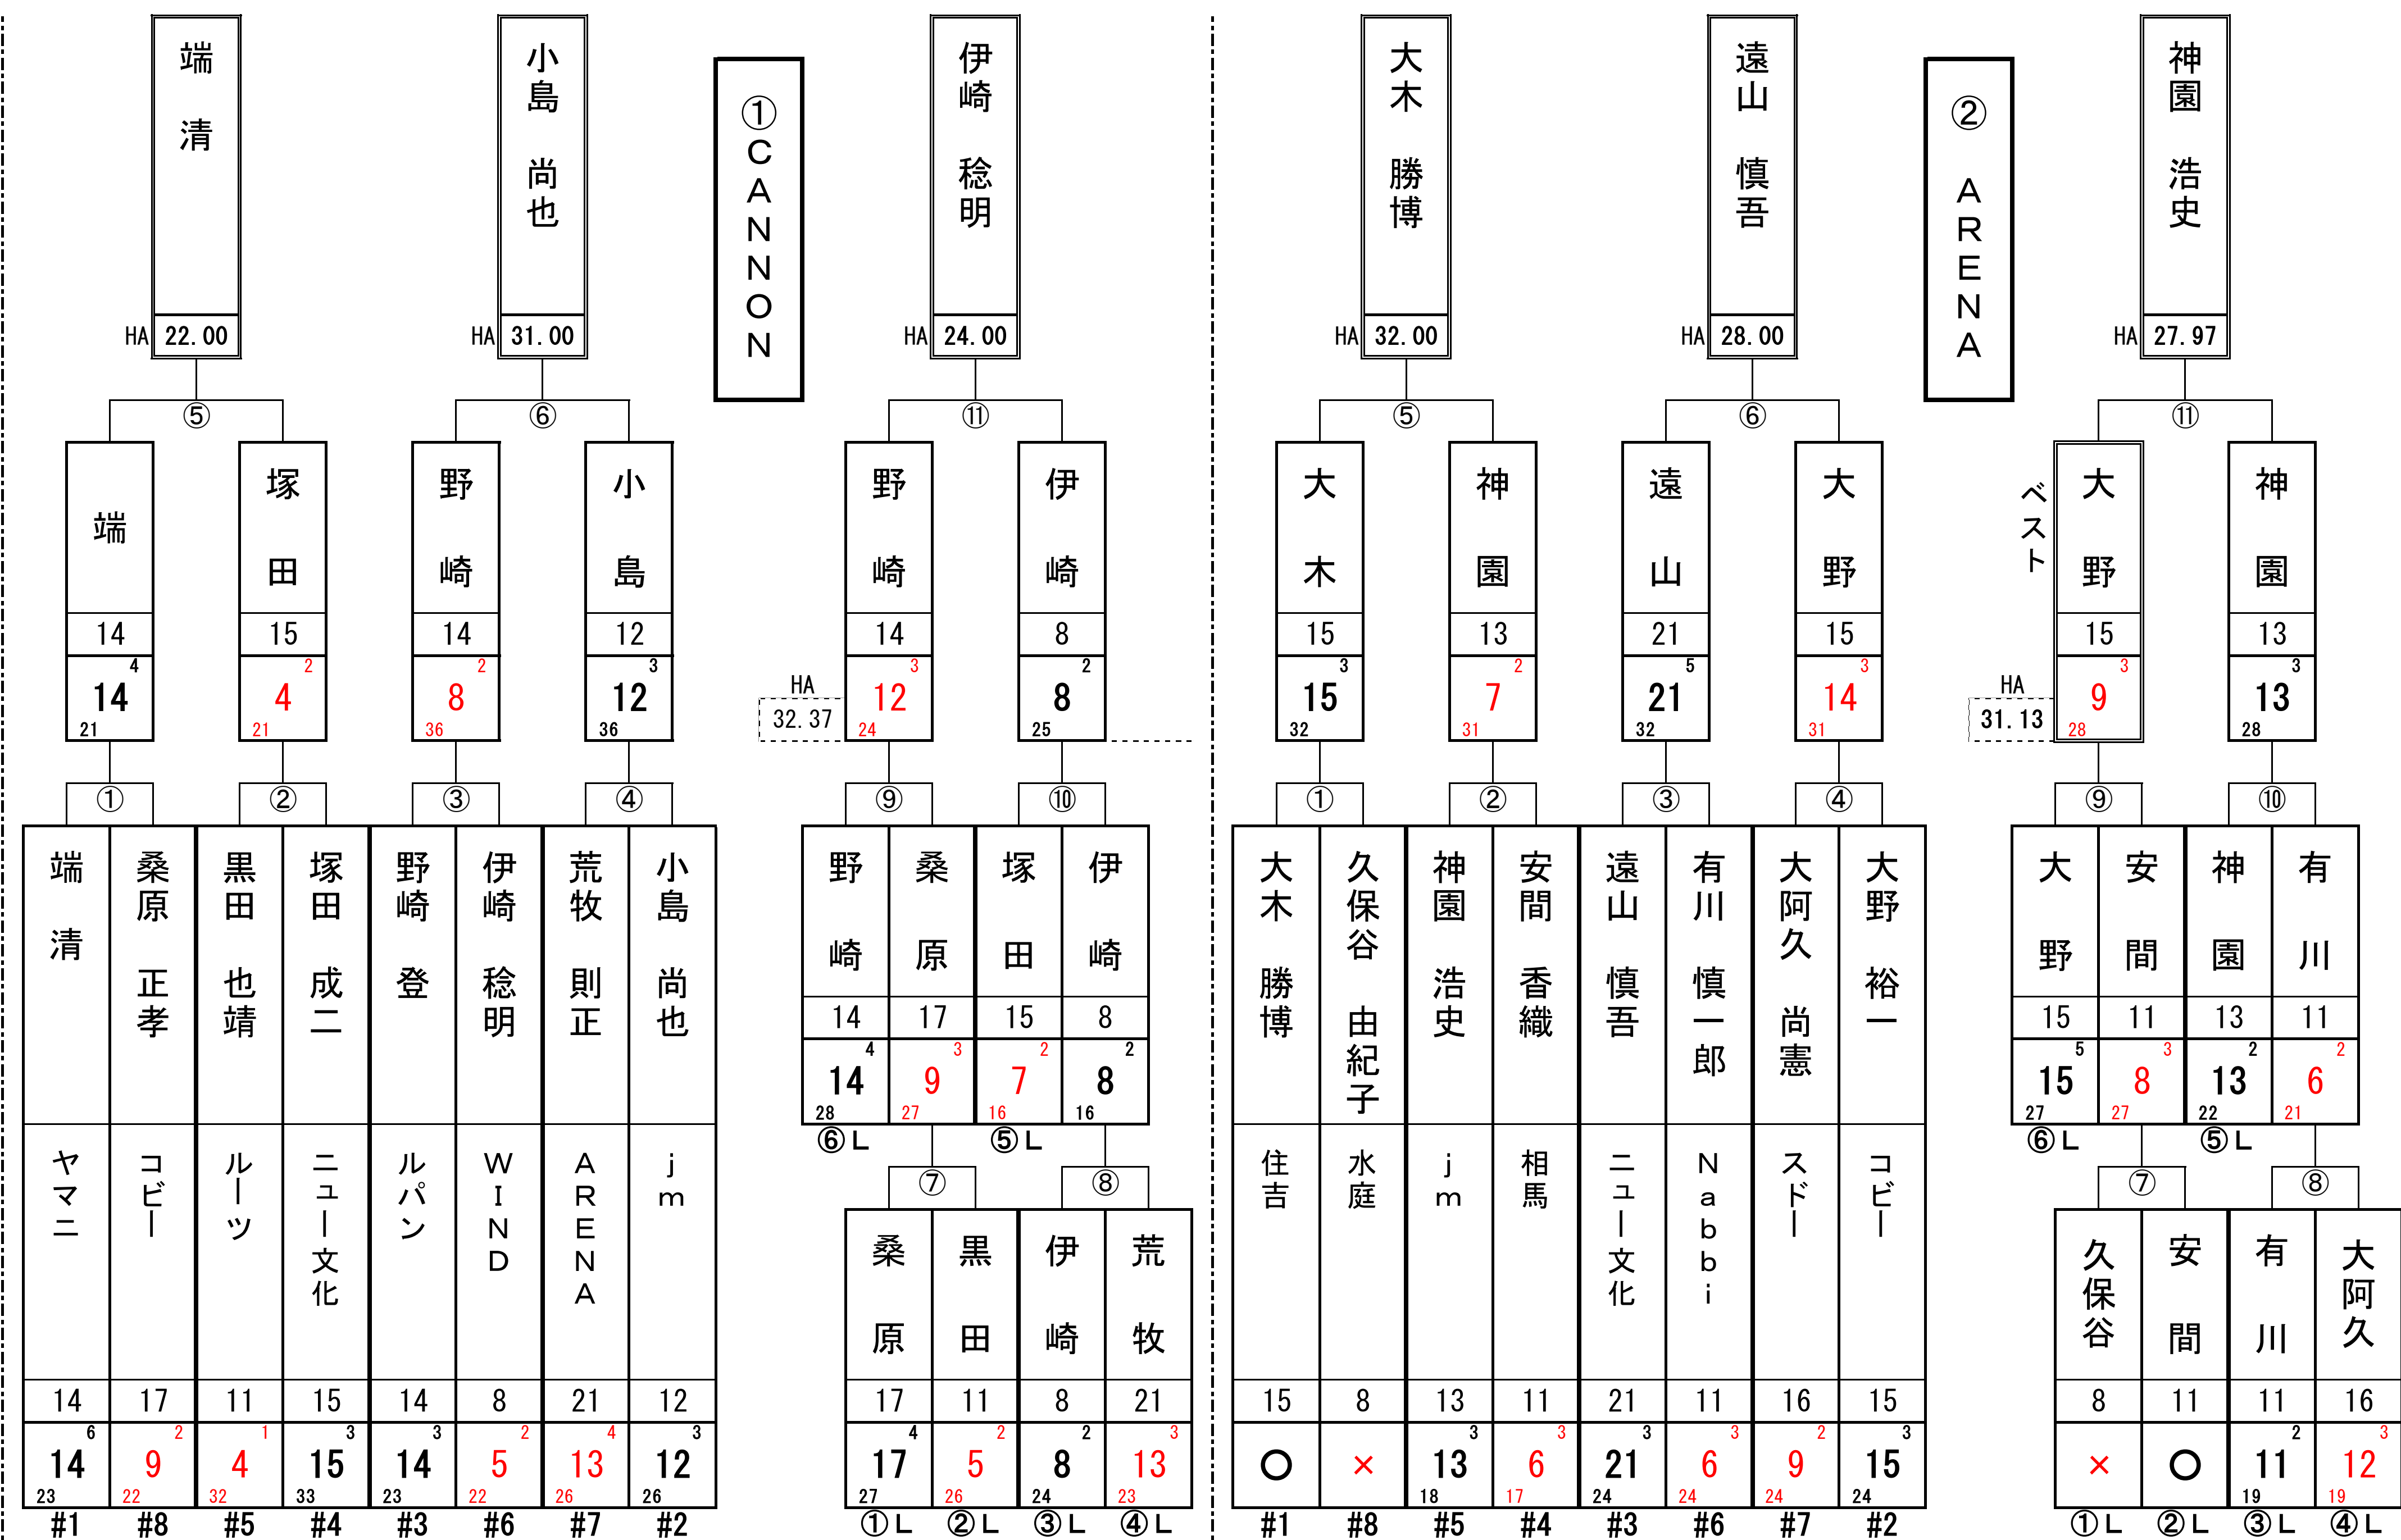 端 清
HA 22.00
小島 尚也
HA 31.00
①CANNON
伊崎 稔明
HA 24.00
⑤
⑥
⑪
端
14
4
14
21
塚田
15
2
4
21
野崎
14
2
8
36
小島
12
3
12
36
HA
32.37
野崎
14
3
12
24
伊崎
8
2
8
25
①
②
③
④
⑨
⑩
端 清
ヤマニ
14
6
14
23
#1
桑原 正孝
コビー
17
2
9
22
#8
黒田 也靖
ルーツ
11
1
4
32
#5
塚田 成二
ニュー文化
15
3
15
33
#4
野崎 登
ルパン
14
3
14
23
#3
伊崎 稔明
WIND
8
2
5
22
#6
荒牧 則正
ARENA
21
4
13
26
#7
小島 尚也
jm
12
3
12
26
#2
野崎
14
4
14
28
⑥L
桑原
17
3
9
27
塚田
15
2
7
16
⑤L
伊崎
8
2
8
16
⑦
⑧
桑原
17
4
17
27
①L
黒田
11
2
5
26
②L
伊崎
8
2
8
24
③L
荒牧
21
3
13
23
④L
大木 勝博
HA 32.00
遠山 慎吾
HA 28.00
② ARENA
神園 浩史
HA 27.97
⑤
⑥
⑪
大木
15
3
15
32
神園
13
2
7
31
遠山
21
5
21
32
大野
15
3
14
31
ベスト
HA
31.13
大野
15
3
9
28
神園
13
3
13
28
①
②
③
④
⑨
⑩
大木 勝博
住吉
15
○
#1
久保谷 由紀子
水庭
8
×
#8
神園 浩史
jm
13
3
13
18
#5
安間 香織
相馬
11
3
6
17
#4
遠山 慎吾
ニュー文化
21
3
21
24
#3
有川 慎一郎
Nabbi
11
3
6
24
#6
大阿久 尚憲
スドー
16
2
9
24
#7
大野 裕一
コビー
15
3
15
24
#2
大野
15
5
15
27
⑥L
安間
11
3
8
27
神園
13
2
13
22
⑤L
有川
11
2
6
21
⑦
⑧
久保谷
8
×
①L
安間
11
○
②L
有川
11
2
11
19
③L
大阿久
16
3
12
19
④L